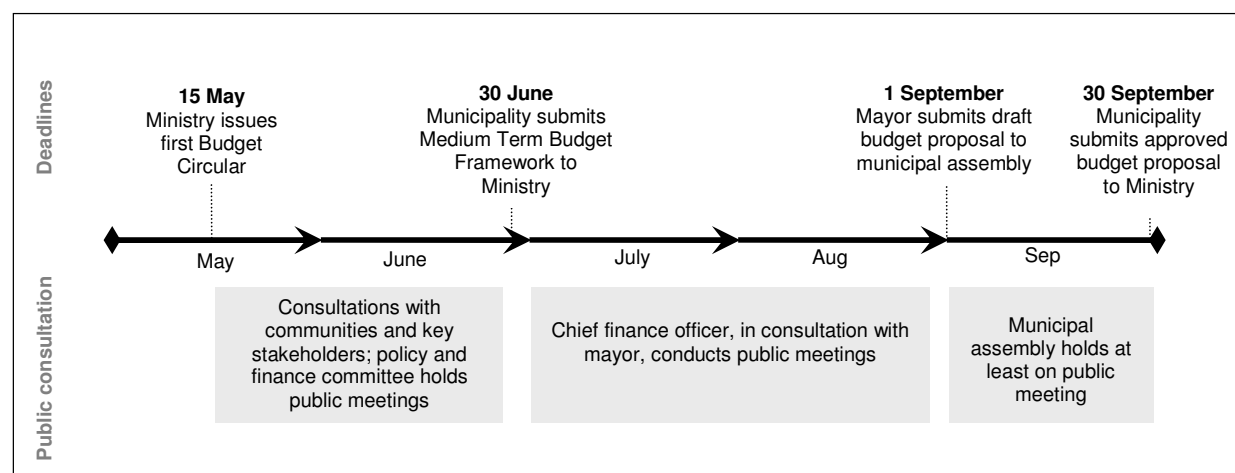 Deadlines
15 May
Ministry issues
first Budget
Circular
30 June
Municipality submits
Medium Term Budget
Framework to
Ministry
1 September
Mayor submits draft
budget proposal to
municipal assembly
30 September
Municipality
submits approved
budget proposal
to Ministry
May
June
July
Aug
Sep
Public consultation
Consultations with
communities and key
stakeholders; policy and
finance committee holds
public meetings
Chief finance officer, in consultation with
mayor, conducts public meetings
Municipal
assembly holds at
least on public
meeting